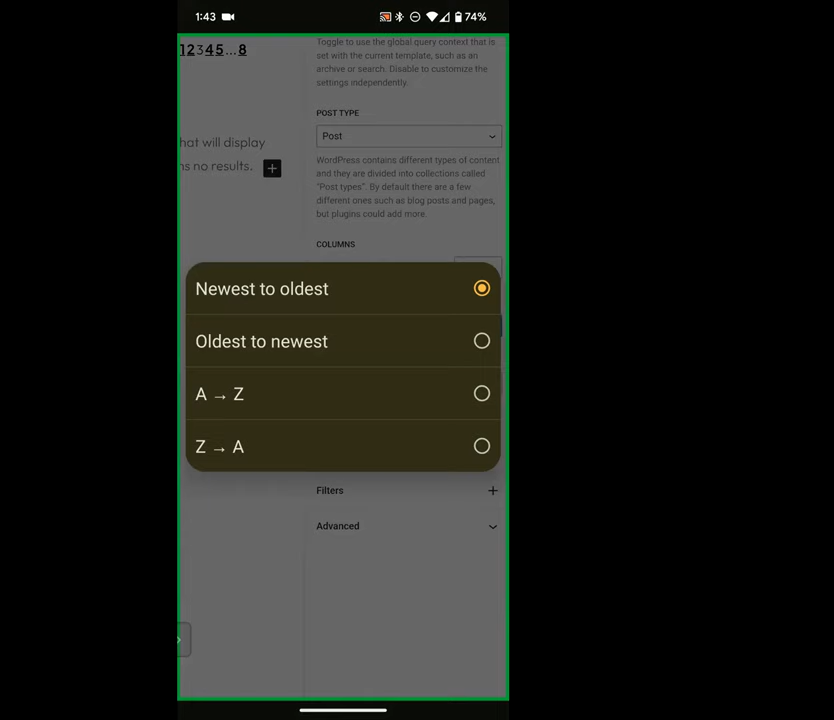 1:43
74%
12345...8
Toggle to use the global query context that is
set with the current template, such as an
archive or search. Disable to customize the
settings independently.
POST TYPE
Post
hat will display
ns no results.
WordPress contains different types of content
and they are divided into collections called
"Post types". By default there are a few
different ones such as blog posts and pages,
but plugins could add more.
COLUMNS
Newest to oldest
Oldest to newest
A → Z
Z → A
Filters
Advanced